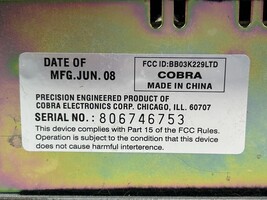 DATE OF
MFG.JUN. 08
FCC ID:BB03K229LTD
COBRA
MADE IN CHINA
PRECISION ENGINEERED PRODUCT OF
COBRA ELECTRONICS CORP. CHICAGO, ILL. 60707
SERIAL NO.: 806746753
This device complies with Part 15 of the FCC Rules.
Operation is subject to the condition that this device
does not cause harmful interference.